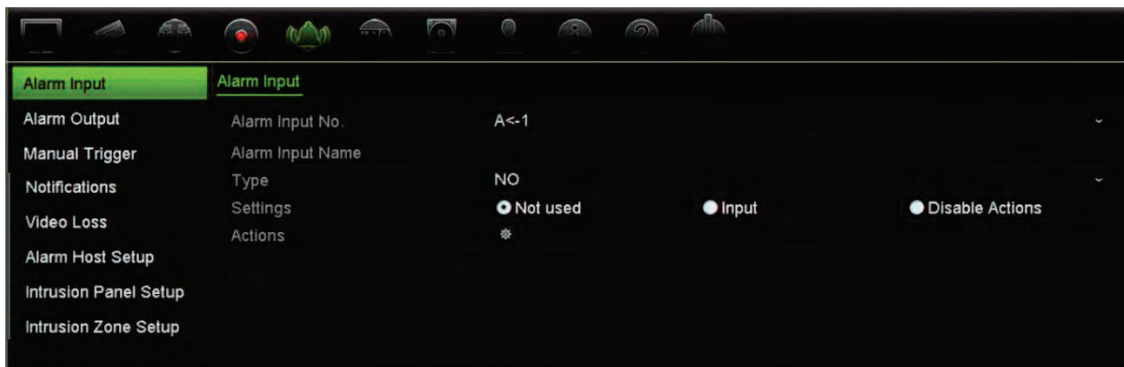 Alarm Input
Alarm Output
Manual Trigger
Notifications
Video Loss
Alarm Host Setup
Intrusion Panel Setup
Intrusion Zone Setup
Alarm Input
Alarm Input No. A<-1
Alarm Input Name
Type NO
Settings Not used Input Disable Actions
Actions